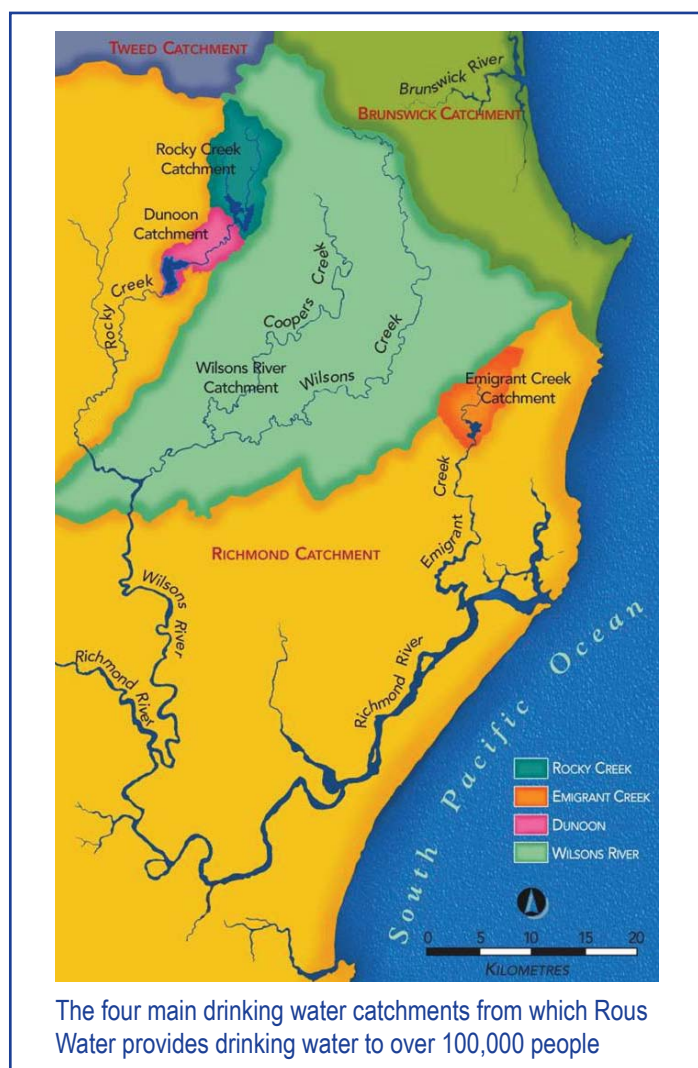 TWEED CATCHMENT
Brunswick River
BRUNSWICK CATCHMENT
Rocky Creek
Catchment
Dunoon
Catchment
Rocky Creek
Coopers Creek
Wilsons River
Catchment
Wilsons Creek
Emigrant Creek
Catchment
Emigrant Creek
RICHMOND CATCHMENT
Wilsons River
Richmond River
Richmond River
South Pacific Ocean
ROCKY CREEK
EMIGRANT CREEK
DUNOON
WILSONS RIVER
0 5 10 15 20
KILOMETRES
The four main drinking water catchments from which Rous
Water provides drinking water to over 100,000 people